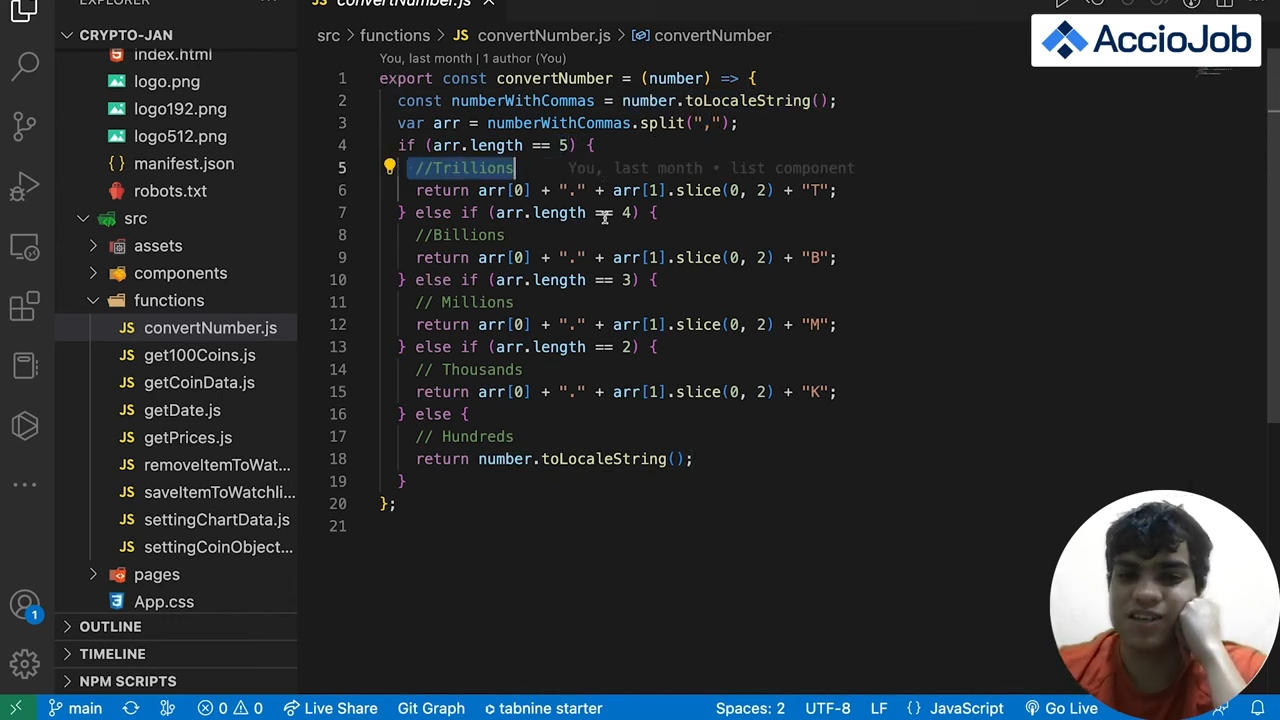 EXPLORER
convertNumber.js
AccioJob
CRYPTO-JAN
index.html
logo.png
logo192.png
logo512.png
manifest.json
robots.txt
src
assets
components
functions
convertNumber.js
get100Coins.js
getCoinData.js
getDate.js
getPrices.js
removeItemToWat...
saveItemToWatchli...
settingChartData.js
settingCoinObject...
pages
App.css
OUTLINE
TIMELINE
NPM SCRIPTS
1
src > functions > JS convertNumber.js > convertNumber
You, last month | 1 author (You)
1 export const convertNumber = (number) => {
2 const numberWithCommas = number.toLocaleString();
3 var arr = numberWithCommas.split(",");
4 if (arr.length == 5) {
5 //Trillions You, last month • list component
6 return arr[0] + "." + arr[1].slice(0, 2) + "T";
7 } else if (arr.length == 4) {
8 //Billions
9 return arr[0] + "." + arr[1].slice(0, 2) + "B";
10 } else if (arr.length == 3) {
11 // Millions
12 return arr[0] + "." + arr[1].slice(0, 2) + "M";
13 } else if (arr.length == 2) {
14 // Thousands
15 return arr[0] + "." + arr[1].slice(0, 2) + "K";
16 } else {
17 // Hundreds
18 return number.toLocaleString();
19 }
20 };
21
main 0 0 Live Share Git Graph tabnine starter Spaces: 2 UTF-8 LF {} JavaScript Go Live